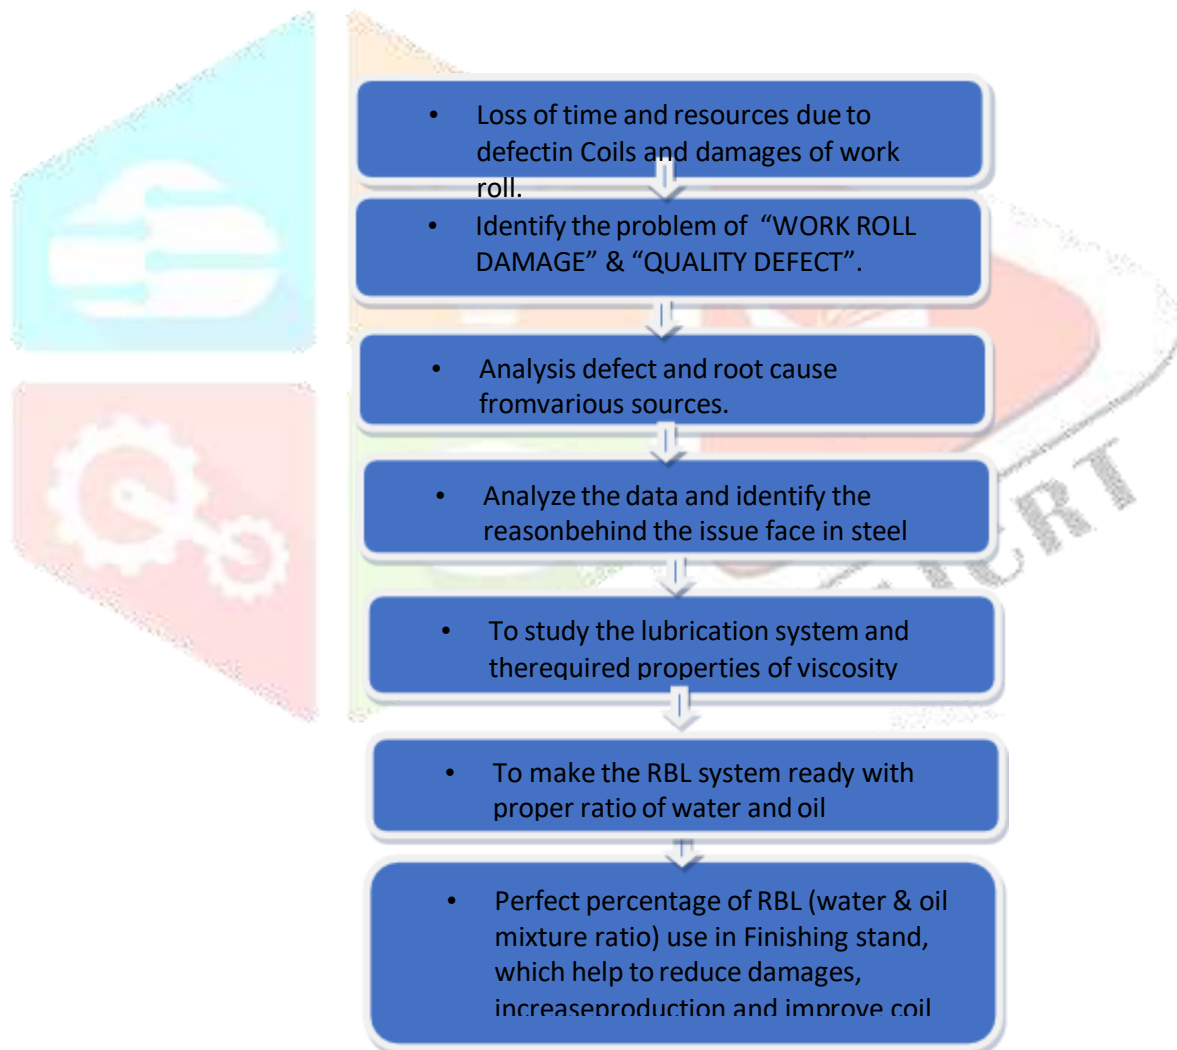 • Loss of time and resources due to
defectin Coils and damages of work
roll.
• Identify the problem of “WORK ROLL
DAMAGE” & “QUALITY DEFECT”.
• Analysis defect and root cause
fromvarious sources.
• Analyze the data and identify the
reasonbehind the issue face in steel
• To study the lubrication system and
therequired properties of viscosity
• To make the RBL system ready with
proper ratio of water and oil
• Perfect percentage of RBL (water & oil
mixture ratio) use in Finishing stand,
which help to reduce damages,
increaseproduction and improve coil